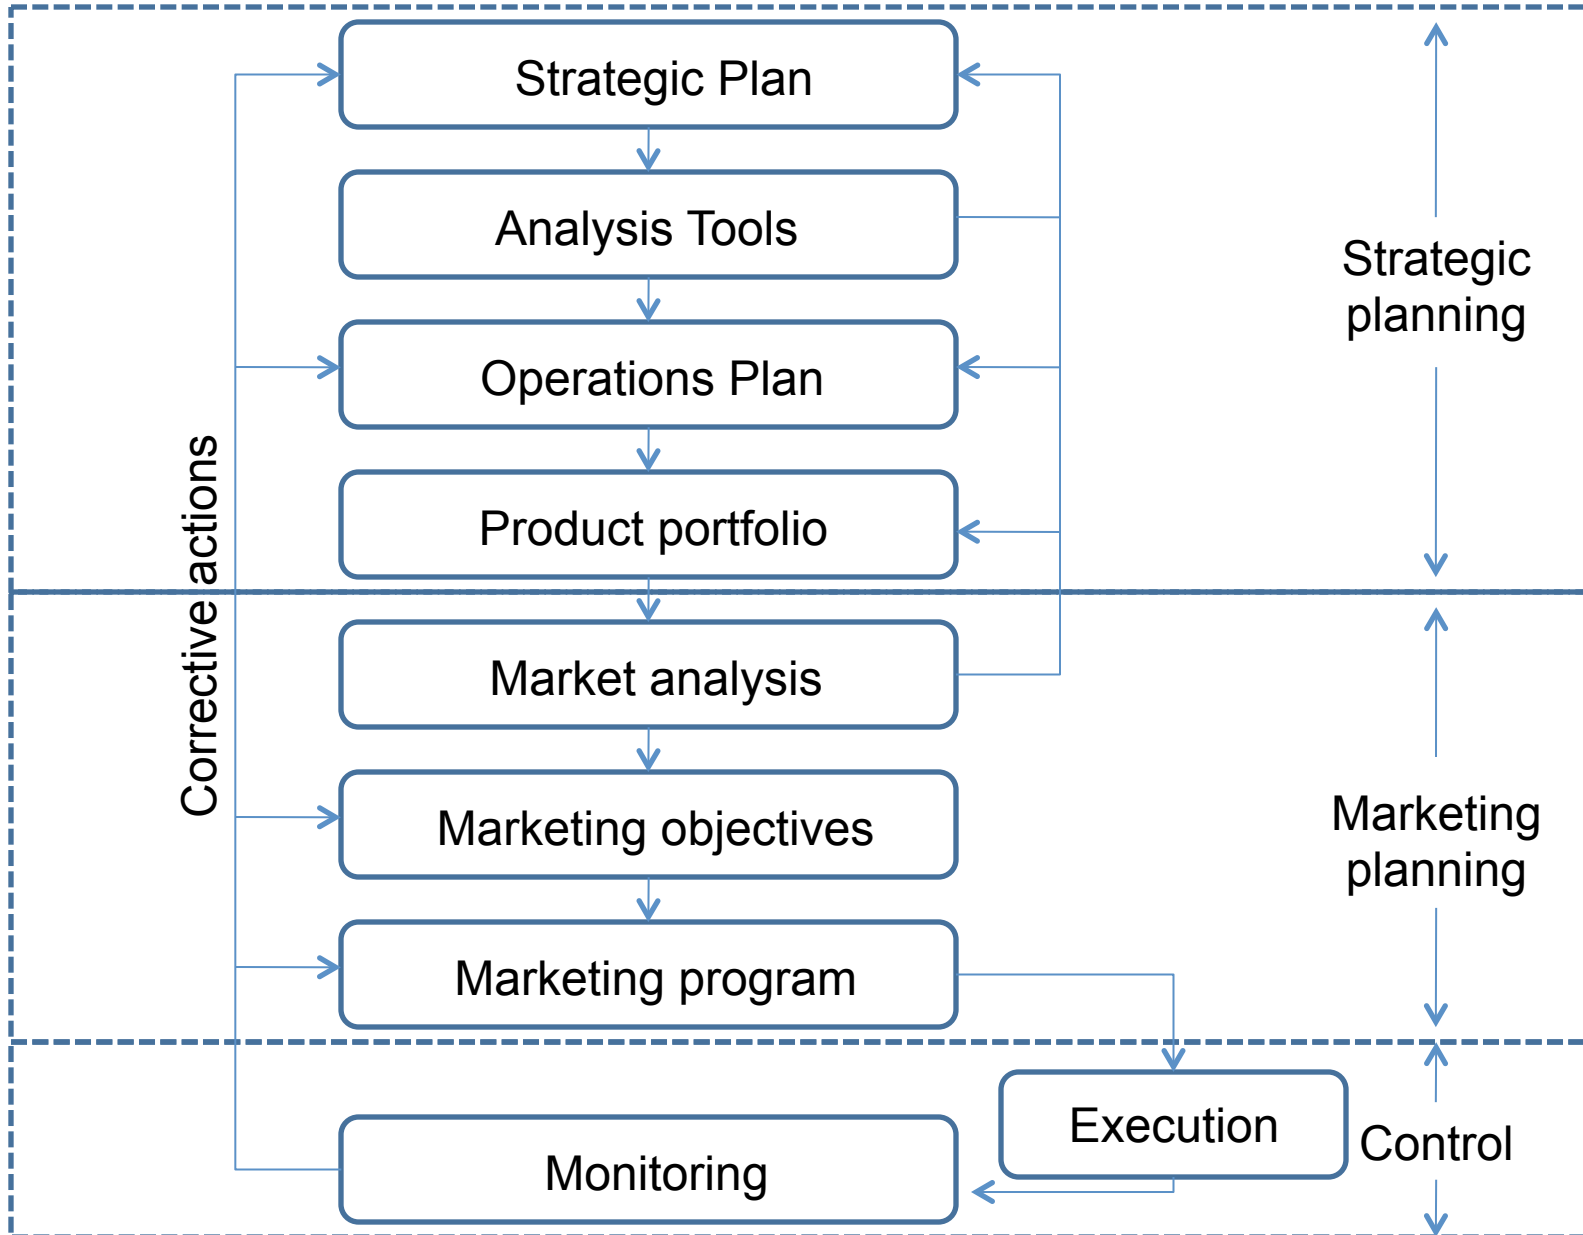 Strategic Plan
Analysis Tools
Operations Plan
Product portfolio
Market analysis
Marketing objectives
Marketing program
Execution
Monitoring
Corrective actions
Strategic
planning
Marketing
planning
Control